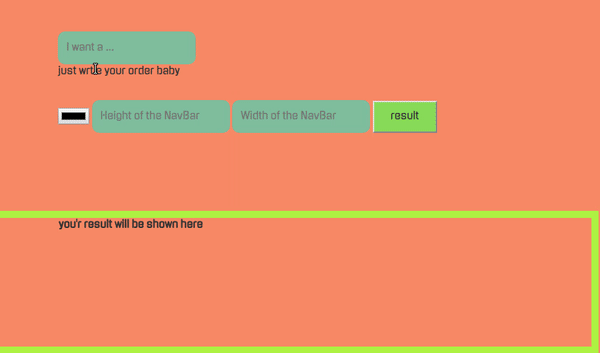 I want a ...
just write your order baby
Height of the NavBar
Width of the NavBar
result
you'r result will be shown here